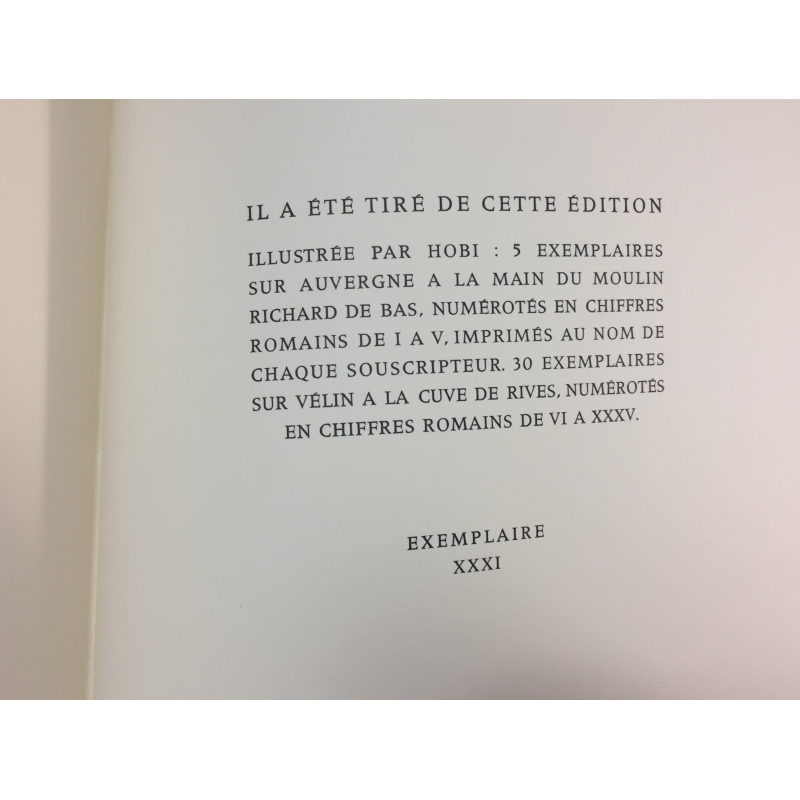 IL A ÉTÉ TIRÉ DE CETTE ÉDITION
ILLUSTRÉE PAR HOBI : 5 EXEMPLAIRES
SUR AUVERGNE A LA MAIN DU MOULIN
RICHARD DE BAS, NUMÉROTÉS EN CHIFFRES
ROMAINS DE I A V, IMPRIMÉS AU NOM DE
CHAQUE SOUSCRIPTEUR. 30 EXEMPLAIRES
SUR VÉLIN A LA CUVE DE RIVES, NUMÉROTÉS
EN CHIFFRES ROMAINS DE VI A XXXV.
EXEMPLAIRE
XXXI